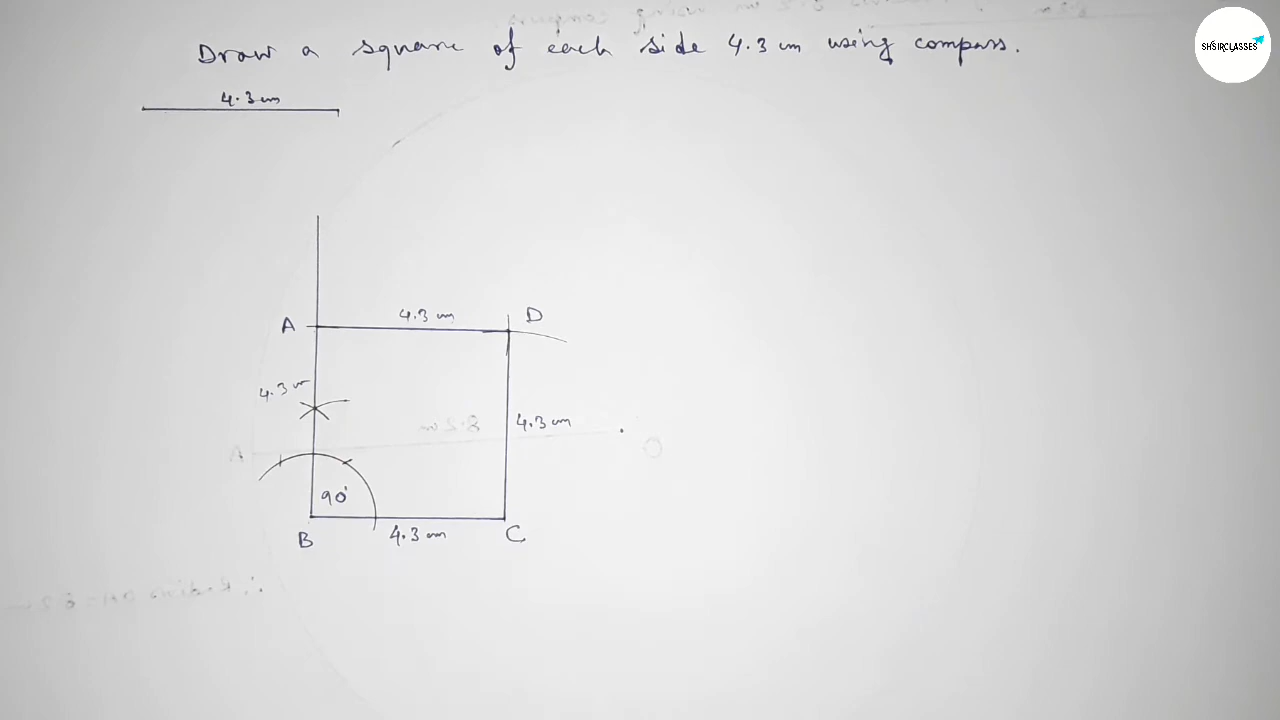 Draw a square of each side 4.3 cm using compass.
SHSIRCLASSES
4.3 cm
A
4.3 cm
D
4.3 cm
4.3 cm
90°
B
4.3 cm
C